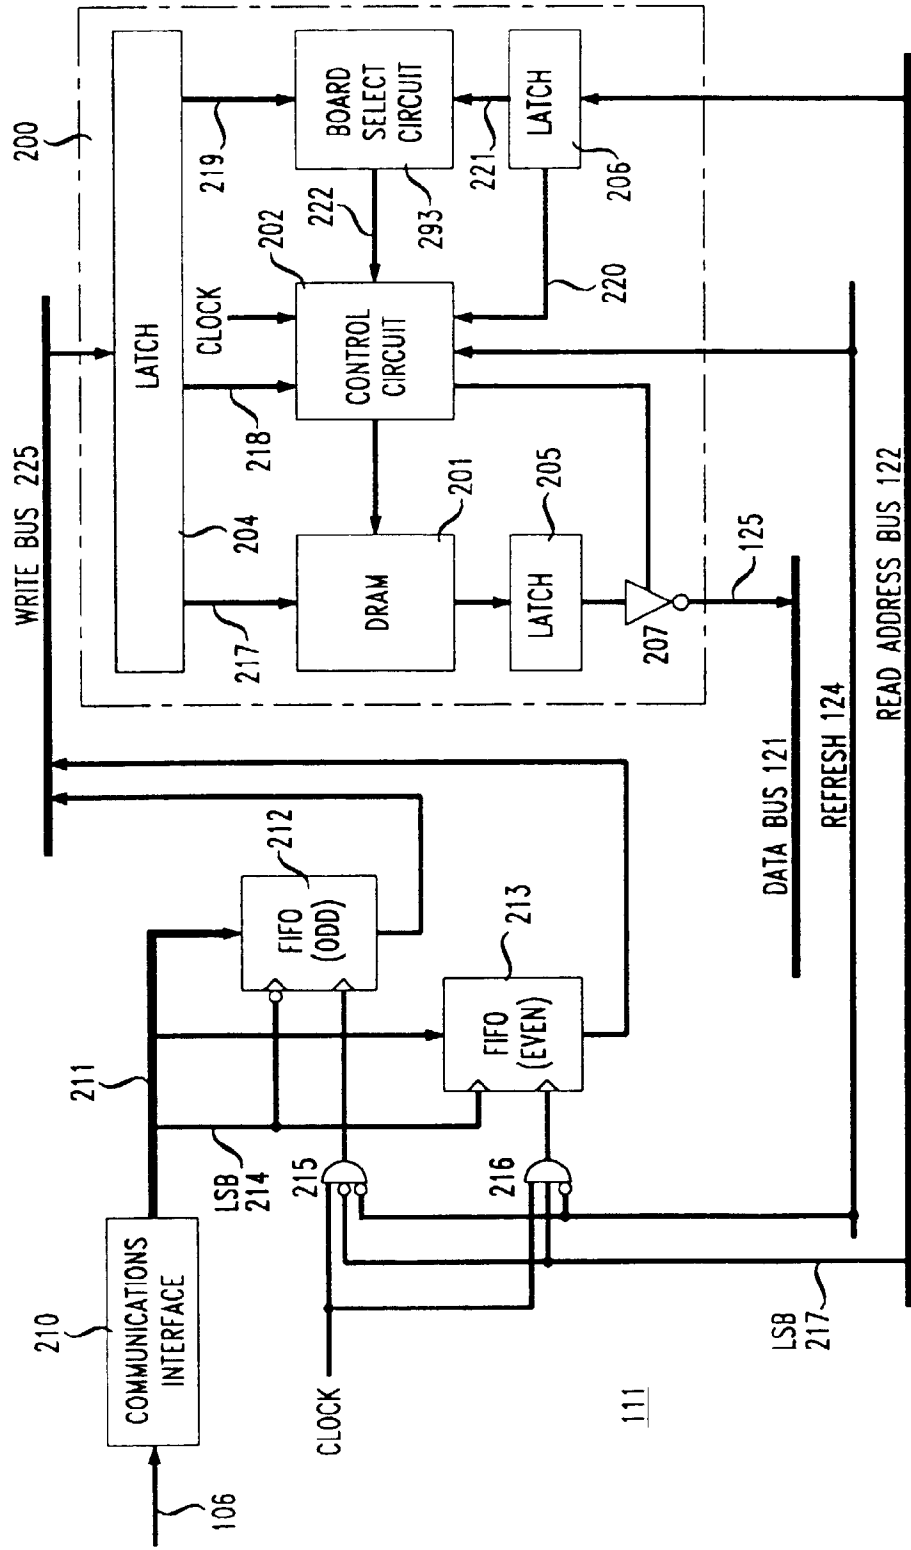 106
210
COMMUNICATIONS
INTERFACE
211
LSB
214
CLOCK
215
216
FIFO
(ODD)
212
FIFO
(EVEN)
213
LSB
217
111
WRITE BUS 225
200
LATCH
204
217
218
219
CLOCK
202
222
DRAM
201
CONTROL
CIRCUIT
BOARD
SELECT
CIRCUIT
293
221
LATCH
205
LATCH
206
220
207
125
DATA BUS 121
REFRESH 124
READ ADDRESS BUS 122